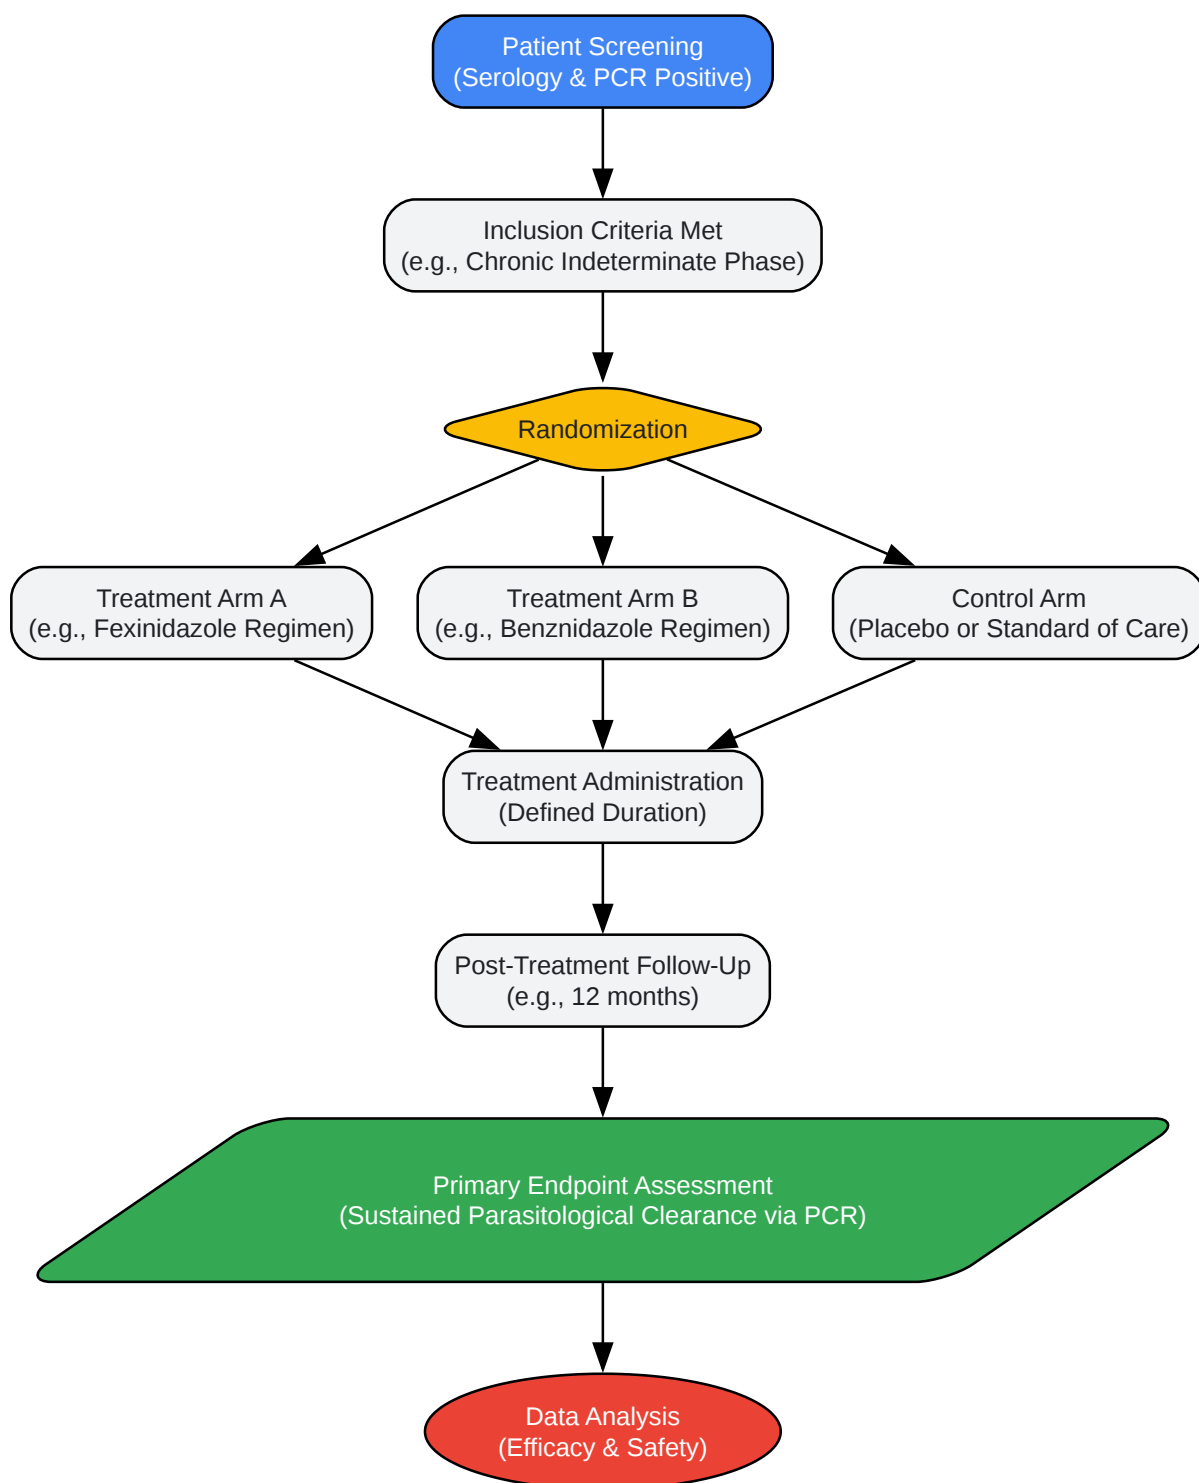 Patient Screening
(Serology & PCR Positive)
Inclusion Criteria Met
(e.g., Chronic Indeterminate Phase)
Randomization
Treatment Arm A
(e.g., Fexinidazole Regimen)
Treatment Arm B
(e.g., Benznidazole Regimen)
Control Arm
(Placebo or Standard of Care)
Treatment Administration
(Defined Duration)
Post-Treatment Follow-Up
(e.g., 12 months)
Primary Endpoint Assessment
(Sustained Parasitological Clearance via PCR)
Data Analysis
(Efficacy & Safety)